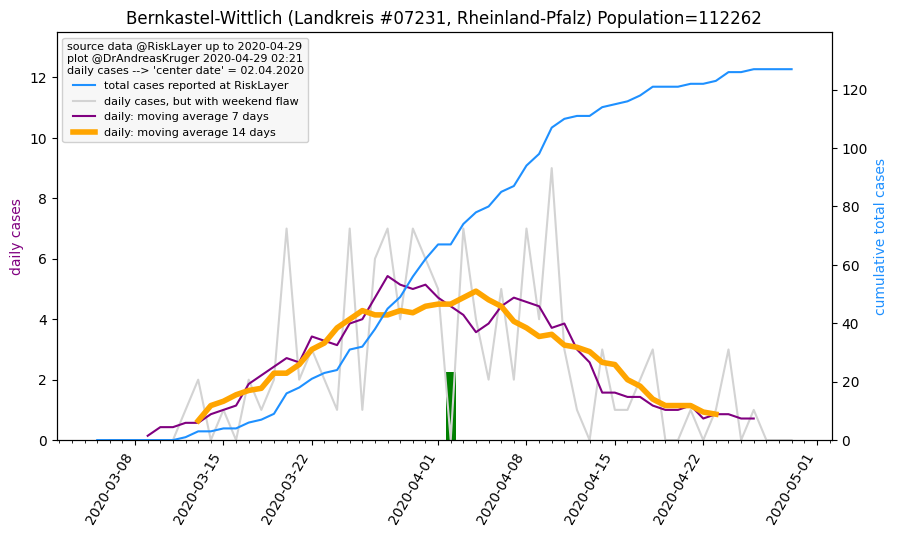 Bernkastel-Wittlich (Landkreis #07231, Rheinland-Pfalz) Population=112262
source data @RiskLayer up to 2020-04-29
plot @DrAndreasKruger 2020-04-29 02:21
daily cases --> 'center date' = 02.04.2020
total cases reported at RiskLayer
daily cases, but with weekend flaw
daily: moving average 7 days
daily: moving average 14 days
daily cases
12
10
8
6
4
2
0
120
100
80
60
40
20
0
cumulative total cases
2020-03-08
2020-03-15
2020-03-22
2020-04-01
2020-04-08
2020-04-15
2020-04-22
2020-05-01